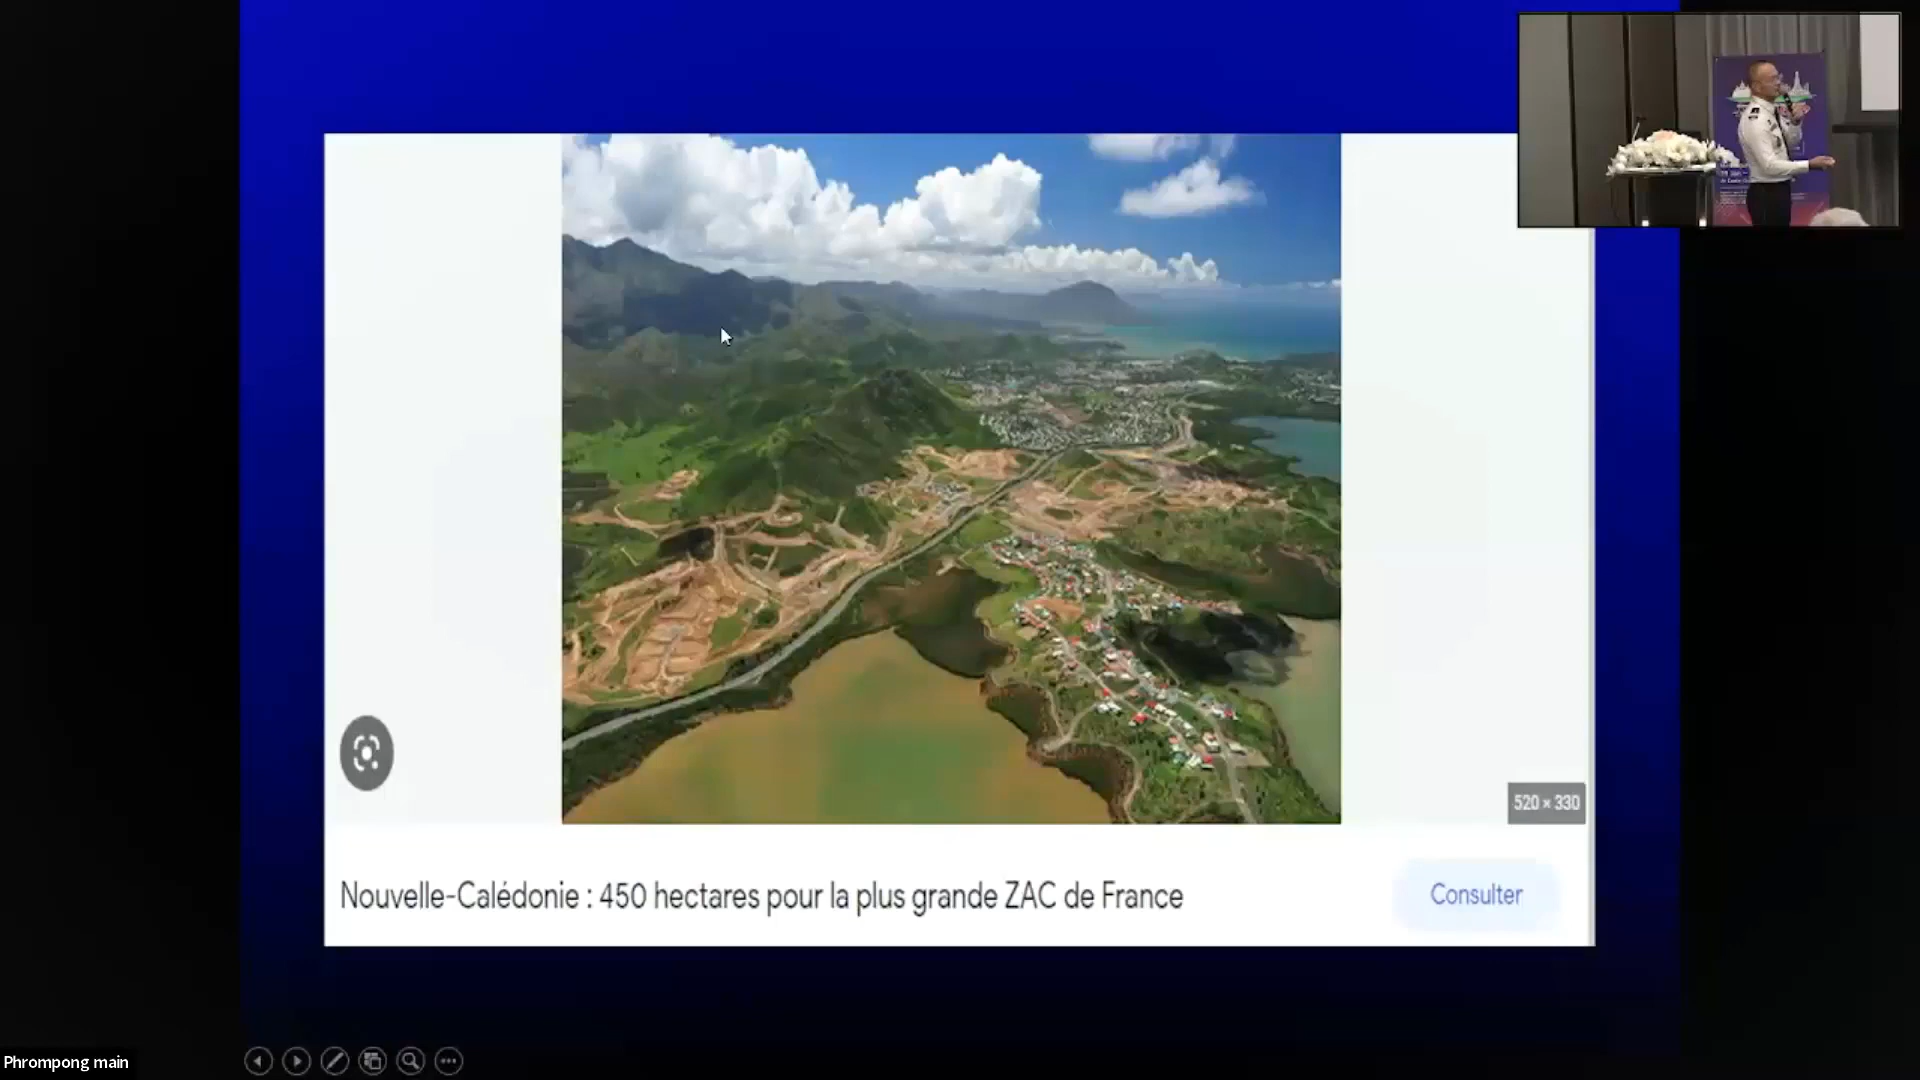 520 × 330
Nouvelle-Calédonie : 450 hectares pour la plus grande ZAC de France
Consulter
Phrompong main